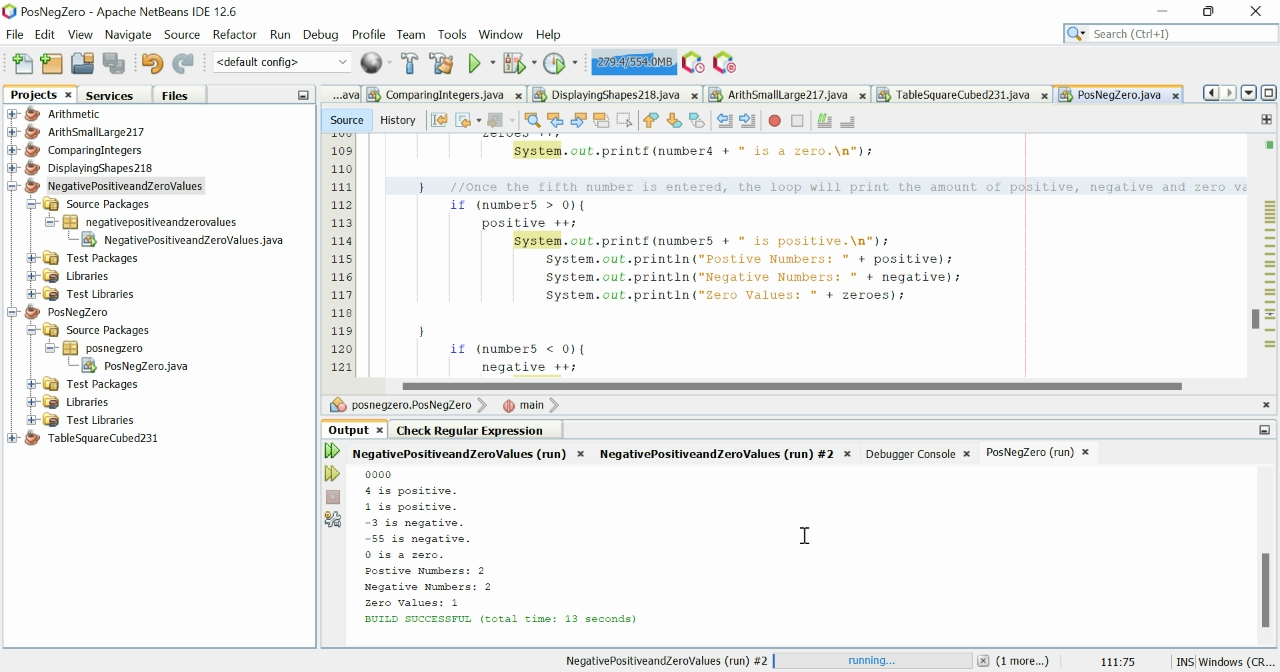 PosNegZero - Apache NetBeans IDE 12.6
File Edit View Navigate Source Refactor Run Debug Profile Team Tools Window Help
Search (Ctrl+I)
<default config>
279.4/554.0MB
Projects Services Files
...ava ComparingIntegers.java DisplayingShapes218.java ArithSmallLarge217.java TableSquareCubed231.java PosNegZero.java
Source History
Arithmetic
ArithSmallLarge217
ComparingIntegers
DisplayingShapes218
NegativePositiveandZeroValues
Source Packages
negativepositiveandzerovalues
NegativePositiveandZeroValues.java
Test Packages
Libraries
Test Libraries
PosNegZero
Source Packages
posnegzero
PosNegZero.java
Test Packages
Libraries
Test Libraries
TableSquareCubed231
108 zeroes ++;
109 System.out.printf(number4 + " is a zero.\n");
110
111 } //Once the fifth number is entered, the loop will print the amount of positive, negative and zero va
112 if (number5 > 0){
113 positive ++;
114 System.out.printf(number5 + " is positive.\n");
115 System.out.println("Postive Numbers: " + positive);
116 System.out.println("Negative Numbers: " + negative);
117 System.out.println("Zero Values: " + zeroes);
118
119 }
120 if (number5 < 0){
121 negative ++;
posnegzero.PosNegZero main
Output Check Regular Expression
NegativePositiveandZeroValues (run) NegativePositiveandZeroValues (run) #2 Debugger Console PosNegZero (run)
0000
4 is positive.
1 is positive.
-3 is negative.
-55 is negative.
0 is a zero.
Postive Numbers: 2
Negative Numbers: 2
Zero Values: 1
BUILD SUCCESSFUL (total time: 13 seconds)
NegativePositiveandZeroValues (run) #2 running... (1 more...) 111:75 INS Windows (CR...